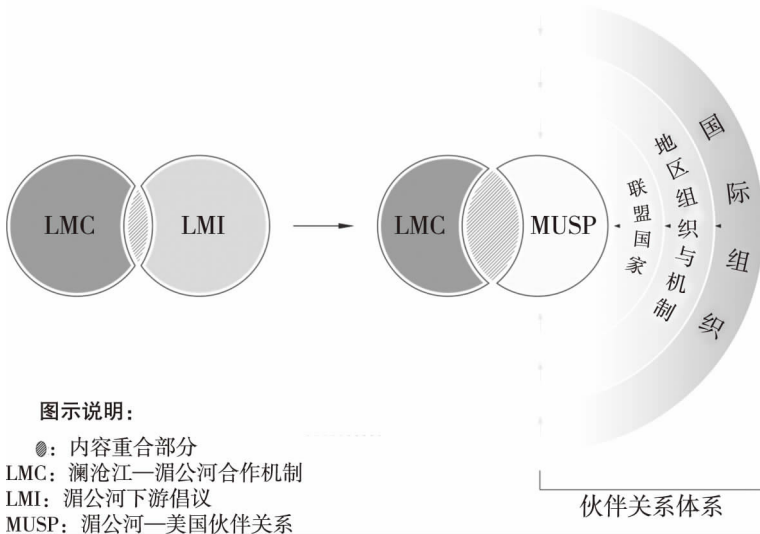 LMC
LMI
LMC
MUSP
联盟国家
地区组织与机制
国际组织
图示说明：
：内容重合部分
LMC：澜沧江—湄公河合作机制
LMI：湄公河下游倡议
MUSP：湄公河—美国伙伴关系
伙伴关系体系